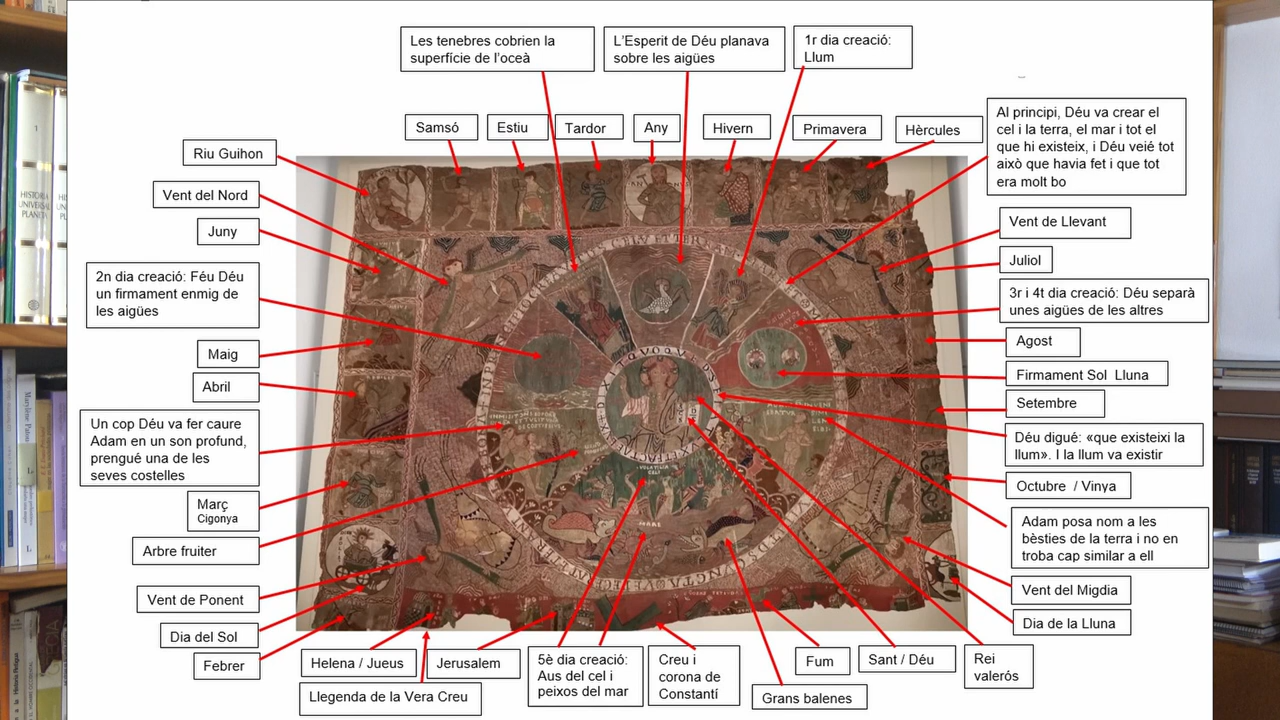 Les tenebres cobrien la
superfície de l'oceà
L'Esperit de Déu planava
sobre les aigües
1r dia creació:
Llum
Samsó
Estiu
Tardor
Any
Hivern
Primavera
Hèrcules
Al principi, Déu va crear el
cel i la terra, el mar i tot el
que hi existeix, i Déu veié tot
això que havia fet i que tot
era molt bo
Riu Guihon
Vent del Nord
Juny
2n dia creació: Féu Déu
un firmament enmig de
les aigües
Maig
Abril
Un cop Déu va fer caure
Adam en un son profund,
prengué una de les
seves costelles
Març
Cigonya
Arbre fruiter
Vent de Ponent
Dia del Sol
Febrer
Vent de Llevant
Juliol
3r i 4t dia creació: Déu separà
unes aigües de les altres
Agost
Firmament Sol Lluna
Setembre
Déu digué: «que existeixi la
llum». I la llum va existir
Octubre / Vinya
Adam posa nom a les
bèsties de la terra i no en
troba cap similar a ell
Vent del Migdia
Dia de la Lluna
Helena / Jueus
Jerusalem
Llegenda de la Vera Creu
5è dia creació:
Aus del cel i
peixos del mar
Creu i
corona de
Constantí
Grans balenes
Fum
Sant / Déu
Rei
valerós
HISTORIA
UNIVERSAL
PLANETA
1